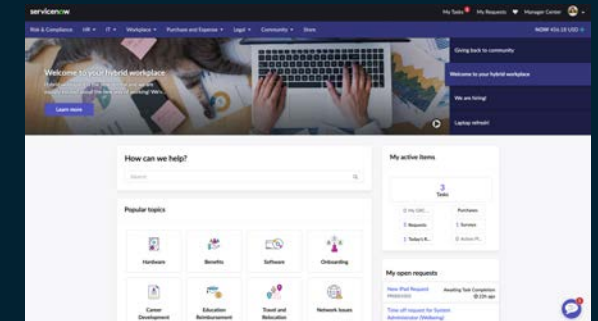 servicenow
My Tasks My Requests Manager Center
Risk & Compliance HR IT Workplace Purchase and Expense Legal Community Store
NOW 456.18 USD
Giving back to community
Welcome to your hybrid workplace
Learn more
Welcome to your hybrid workplace
We are hiring!
Laptop refresh!
How can we help?
Search
My active items
3
Tasks
Purchases
Requests
Surveys
Popular topics
Hardware
Benefits
Software
Onboarding
Career Development
Education Reimbursement
Travel and Relocation
Network Issues
My open requests
New iPad Request
Awaiting Task Completion
Time off request for System Administrator (Wellbeing)